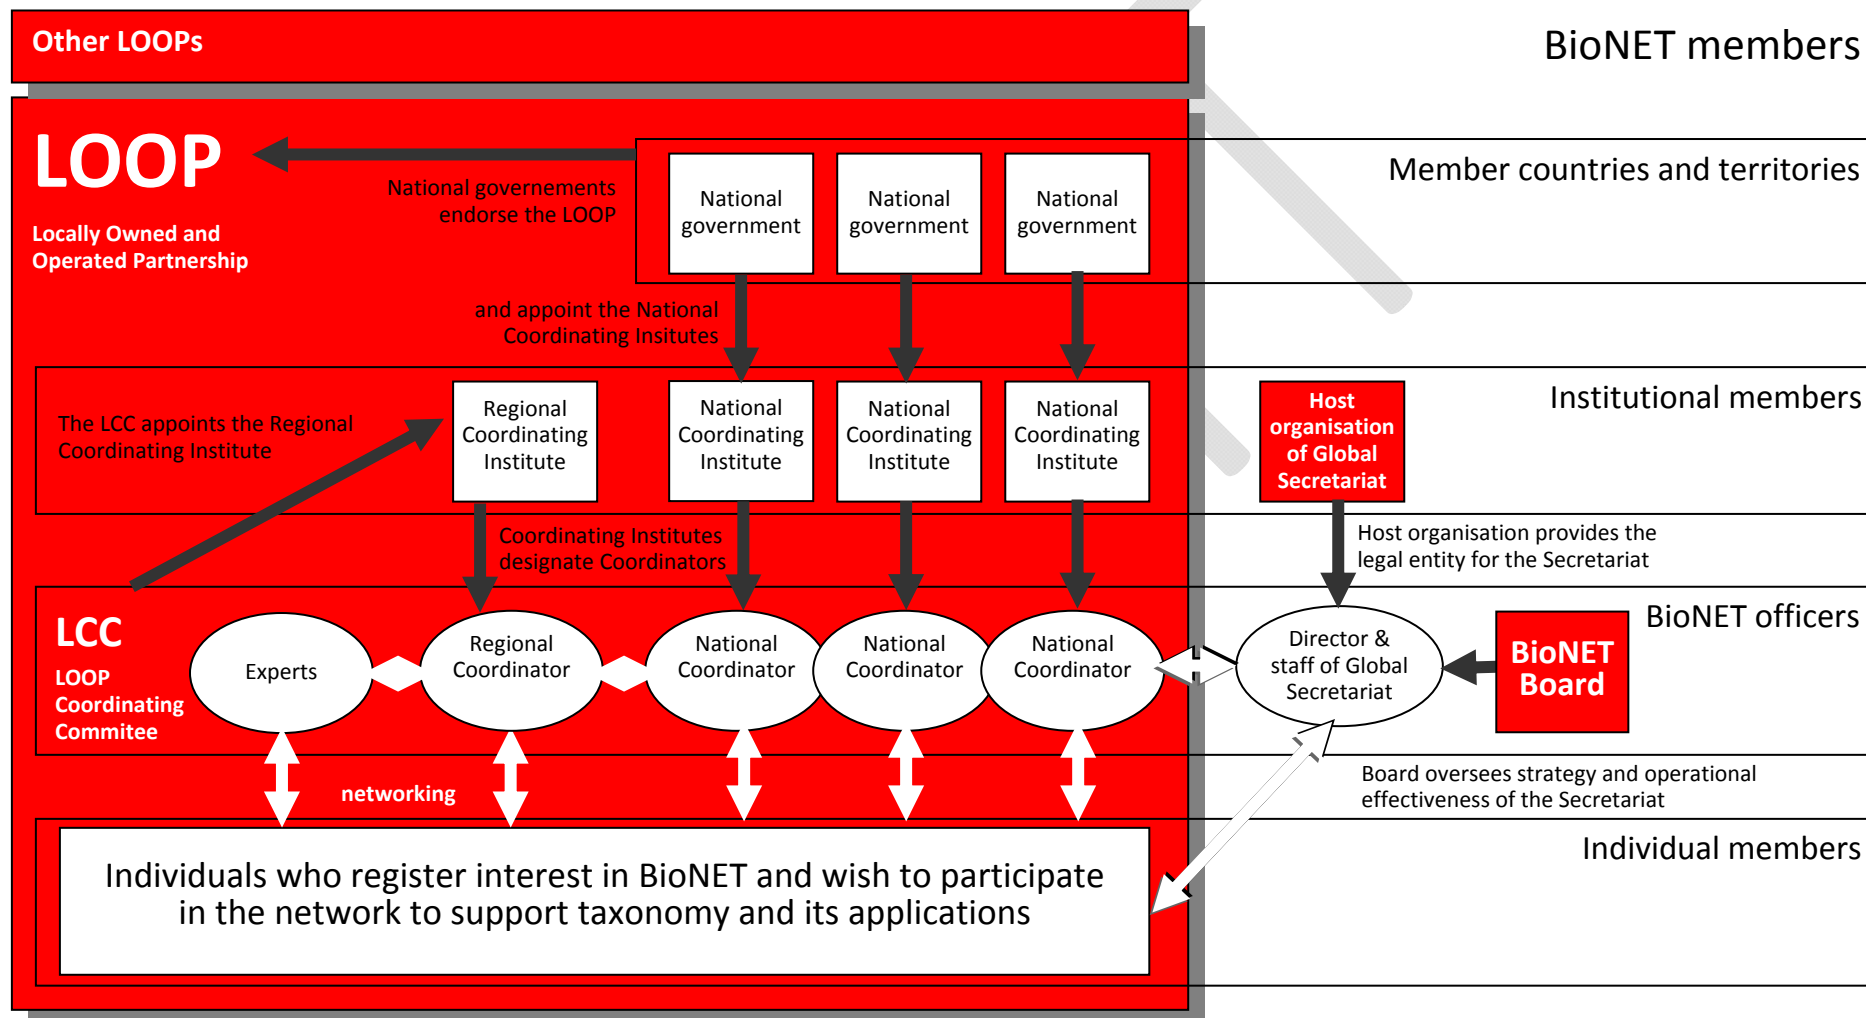 Other LOOPs
BioNET members
LOOP
Locally Owned and
Operated Partnership
National governements
endorse the LOOP
National
government
National
government
National
government
Member countries and territories
and appoint the National
Coordinating Insitutes
The LCC appoints the Regional
Coordinating Institute
Regional
Coordinating
Institute
National
Coordinating
Institute
National
Coordinating
Institute
National
Coordinating
Institute
Host
organisation
of Global
Secretariat
Institutional members
Coordinating Institutes
designate Coordinators
Host organisation provides the
legal entity for the Secretariat
LCC
LOOP
Coordinating
Commitee
Experts
Regional
Coordinator
National
Coordinator
National
Coordinator
National
Coordinator
Director &
staff of Global
Secretariat
BioNET
Board
BioNET officers
networking
Board oversees strategy and operational
effectiveness of the Secretariat
Individuals who register interest in BioNET and wish to participate
in the network to support taxonomy and its applications
Individual members